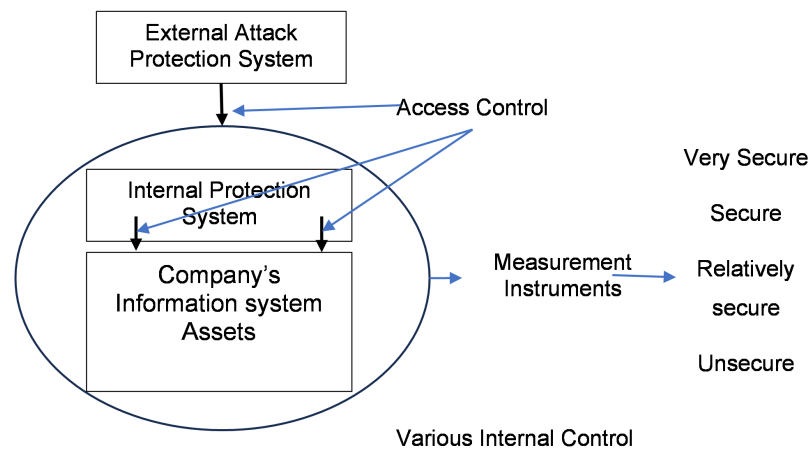 External Attack
Protection System
Access Control
Internal Protection
System
Company’s
Information system
Assets
Measurement
Instruments
Very Secure
Secure
Relatively
secure
Unsecure
Various Internal Control